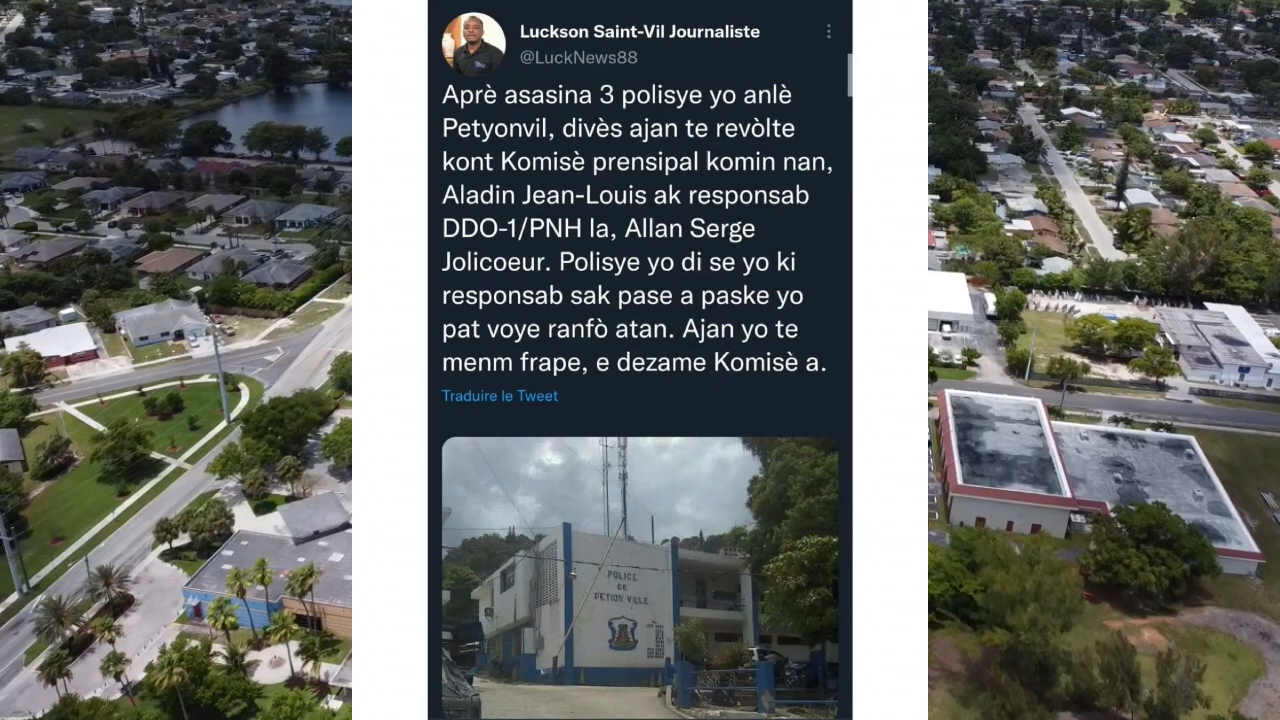 Luckson Saint-Vil Journaliste
@LuckNews88
Aprè asasina 3 polisye yo anlè
Petyonvil, divès ajan te revòlte
kont Komisè prensipal komin nan,
Aladin Jean-Louis ak responsab
DDO-1/PNH la, Allan Serge
Jolicoeur. Polisye yo di se yo ki
responsab sak pase a paske yo
pat voye ranfò atan. Ajan yo te
menm frape, e dezame Komisè a.
Traduire le Tweet
POLICE
DE
PETION VILLE